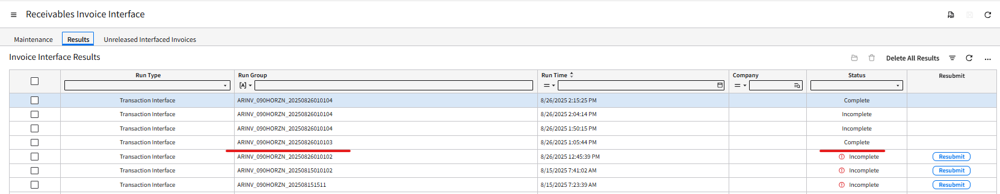 Receivables Invoice Interface
PDF
Maintenance Results Unreleased Interfaced Invoices
Invoice Interface Results Delete All Results ...
Run Type Run Group Run Time Company Status Resubmit
[A] = =
Transaction Interface ARINV_090HORZN_20250826010104 8/26/2025 2:15:25 PM Complete
Transaction Interface ARINV_090HORZN_20250826010104 8/26/2025 2:04:14 PM Incomplete
Transaction Interface ARINV_090HORZN_20250826010104 8/26/2025 1:50:15 PM Incomplete
Transaction Interface ARINV_090HORZN_20250826010103 8/26/2025 1:05:44 PM Complete
Transaction Interface ARINV_090HORZN_20250826010102 8/26/2025 12:45:39 PM Incomplete Resubmit
Transaction Interface ARINV_090HORZN_20250815010102 8/15/2025 7:41:02 AM Incomplete Resubmit
Transaction Interface ARINV_090HORZN_202508151511 8/15/2025 7:23:39 AM Incomplete Resubmit